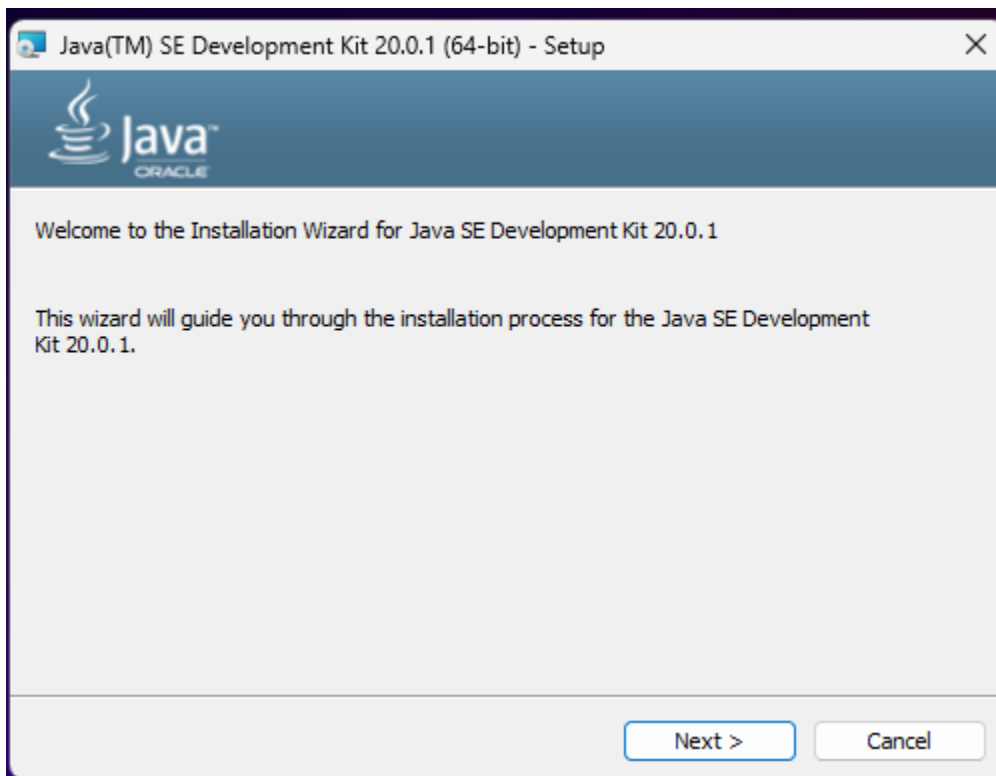 Java(TM) SE Development Kit 20.0.1 (64-bit) - Setup
Java™
ORACLE
Welcome to the Installation Wizard for Java SE Development Kit 20.0.1
This wizard will guide you through the installation process for the Java SE Development
Kit 20.0.1.
Next >
Cancel